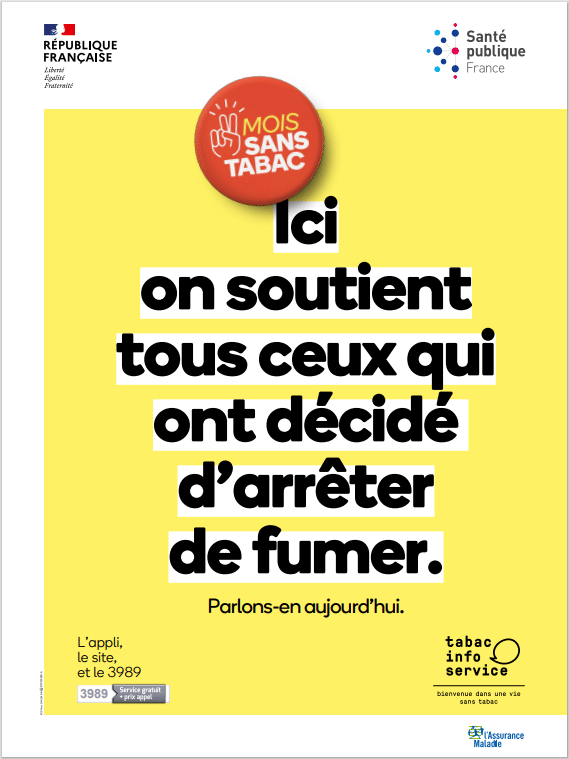 RÉPUBLIQUE
FRANÇAISE
Liberté
Égalité
Fraternité
Santé
publique
France
MOIS
SANS
TABAC
Ici
on soutient
tous ceux qui
ont décidé
d’arrêter
de fumer.
Parlons-en aujourd’hui.
L’appli,
le site,
et le 3989
3989 Service gratuit
+ prix appel
tabac
info
service
bienvenue dans une vie
sans tabac
l’Assurance
Maladie